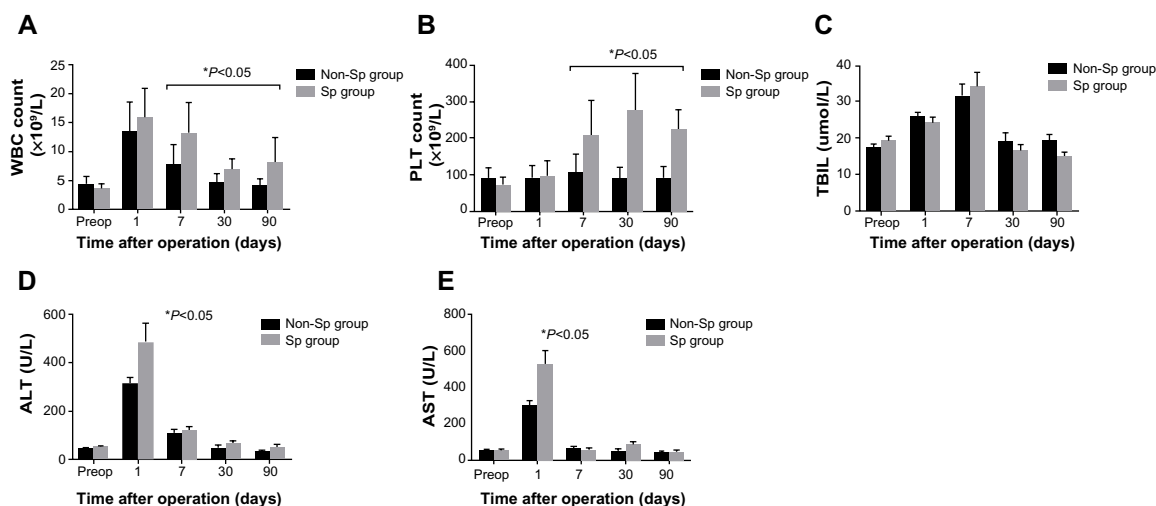 A
WBC count
(×10⁹/L)
25
20
15
10
5
0
*P<0.05
Non-Sp group
Sp group
Preop 1 7 30 90
Time after operation (days)
B
PLT count
(×10⁹/L)
400
300
200
100
0
*P<0.05
Non-Sp group
Sp group
Preop 1 7 30 90
Time after operation (days)
C
TBIL (umol/L)
40
30
20
10
0
Non-Sp group
Sp group
Preop 1 7 30 90
Time after operation (days)
D
ALT (U/L)
600
400
200
0
*P<0.05
Non-Sp group
Sp group
Preop 1 7 30 90
Time after operation (days)
E
AST (U/L)
800
600
400
200
0
*P<0.05
Non-Sp group
Sp group
Preop 1 7 30 90
Time after operation (days)